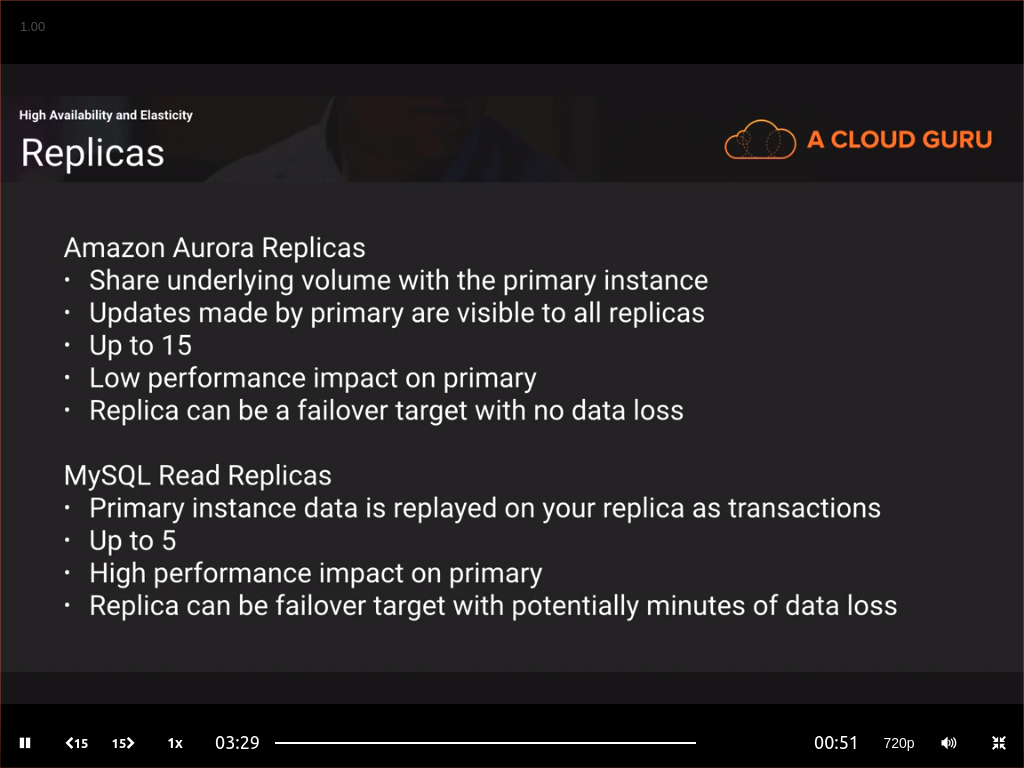 1.00
High Availability and Elasticity
Replicas
A CLOUD GURU
Amazon Aurora Replicas
• Share underlying volume with the primary instance
• Updates made by primary are visible to all replicas
• Up to 15
• Low performance impact on primary
• Replica can be a failover target with no data loss
MySQL Read Replicas
• Primary instance data is replayed on your replica as transactions
• Up to 5
• High performance impact on primary
• Replica can be failover target with potentially minutes of data loss
15 15 1x 03:29 00:51 720p